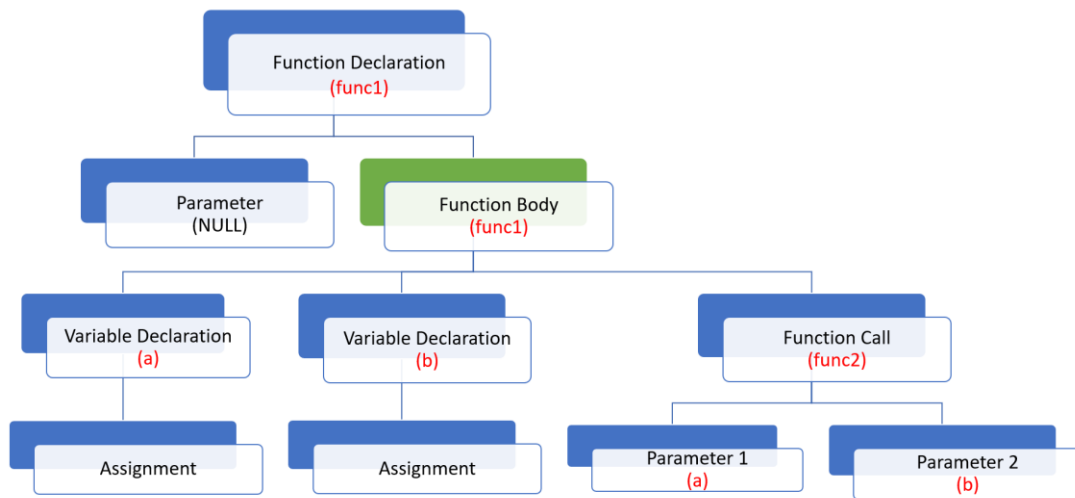 Function Declaration
(func1)
Parameter
(NULL)
Function Body
(func1)
Variable Declaration
(a)
Variable Declaration
(b)
Function Call
(func2)
Assignment
Assignment
Parameter 1
(a)
Parameter 2
(b)